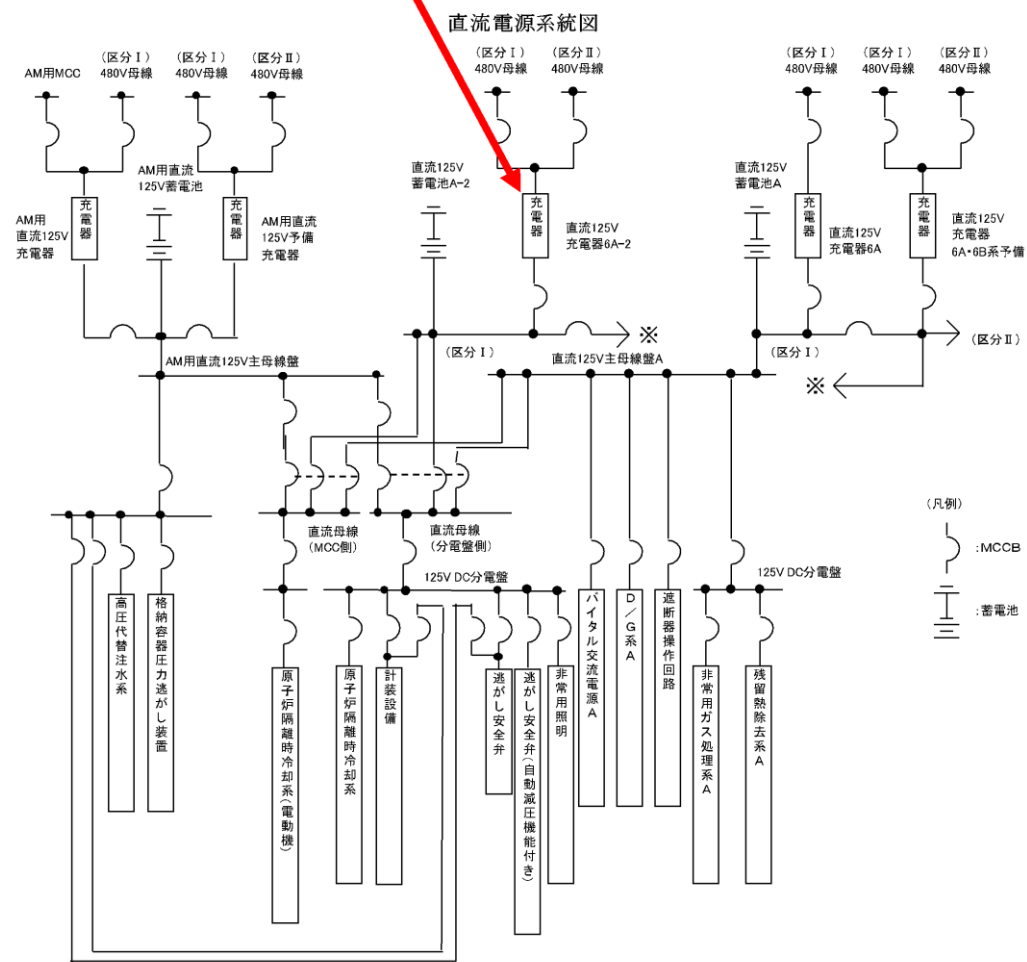 直流電源系統図
AM用MCC
(区分Ⅰ)
480V母線
(区分Ⅰ)
480V母線
(区分Ⅱ)
480V母線
(区分Ⅰ)
480V母線
(区分Ⅱ)
480V母線
(区分Ⅰ)
480V母線
(区分Ⅰ)
480V母線
(区分Ⅱ)
480V母線
AM用直流
125V蓄電池
直流125V
蓄電池A-2
直流125V
蓄電池A
充電器
充電器
充電器
充電器
充電器
AM用
直流125V
充電器
AM用直流
125V予備
充電器
直流125V
充電器6A-2
直流125V
充電器6A
直流125V
充電器
6A・6B系予備
※
(区分Ⅱ)
AM用直流125V主母線盤
(区分Ⅰ)
直流125V主母線盤A
(区分Ⅰ)
※
直流母線
(MCC側)
直流母線
(分電盤側)
125V DC分電盤
125V DC分電盤
(凡例)
:MCCB
:蓄電池
高圧代替注水系
格納容器圧力逃がし装置
原子炉隔離時冷却系(電動機)
原子炉隔離時冷却系
計装設備
逃がし安全弁
逃がし安全弁(自動減圧機能付き)
非常用照明
バイタル交流電源A
D/G系A
遮断器操作回路
非常用ガス処理系A
残留熱除去系A